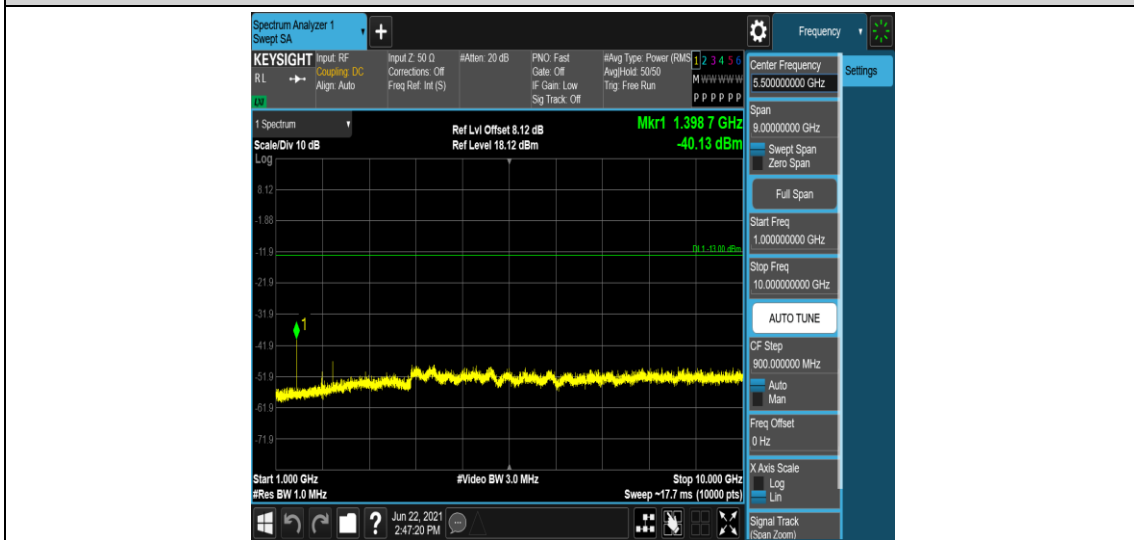 Spectrum Analyzer 1
Swept SA
+
Frequency
KEYSIGHT
RL
LXI
Input: RF
Coupling: DC
Align: Auto
Input Z: 50 Ω
Corrections: Off
Freq Ref: Int (S)
#Atten: 20 dB
PNO: Fast
Gate: Off
IF Gain: Low
Sig Track: Off
#Avg Type: Power (RMS
Avg|Hold: 50/50
Trig: Free Run
1 2 3 4 5 6
M W W W W W
P P P P P P
1 Spectrum
Scale/Div 10 dB
Ref Lvl Offset 8.12 dB
Ref Level 18.12 dBm
Mkr1 1.398 7 GHz
-40.13 dBm
Log
8.12
-1.88
-11.9
-21.9
-31.9
-41.9
-51.9
-61.9
-71.9
DL1 -13.00 dBm
1
Start 1.000 GHz
#Res BW 1.0 MHz
#Video BW 3.0 MHz
Stop 10.000 GHz
Sweep ~17.7 ms (10000 pts)
Center Frequency
5.500000000 GHz
Settings
Span
9.00000000 GHz
Swept Span
Zero Span
Full Span
Start Freq
1.000000000 GHz
Stop Freq
10.000000000 GHz
AUTO TUNE
CF Step
900.000000 MHz
Auto
Man
Freq Offset
0 Hz
X Axis Scale
Log
Lin
Signal Track
(Span Zoom)
?
Jun 22, 2021
2:47:20 PM